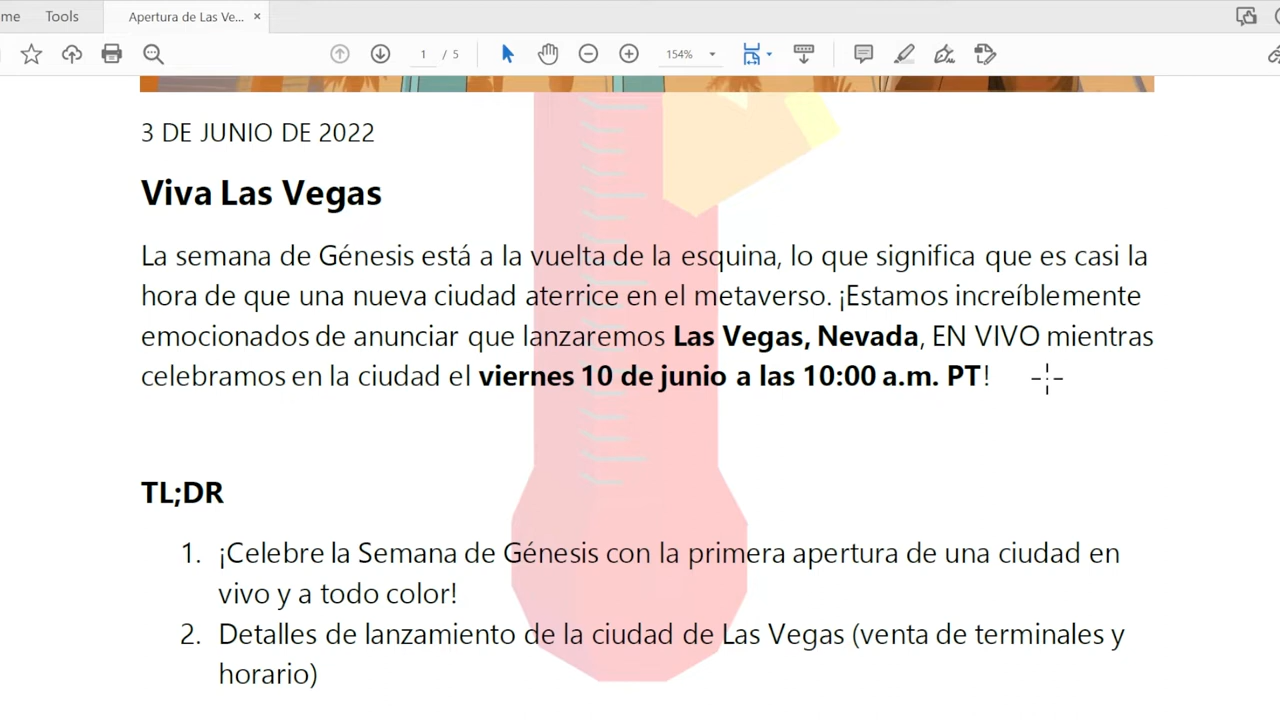 me Tools Apertura de Las Ve... ×
1 / 5 154%
3 DE JUNIO DE 2022
Viva Las Vegas
La semana de Génesis está a la vuelta de la esquina, lo que significa que es casi la
hora de que una nueva ciudad aterrice en el metaverso. ¡Estamos increíblemente
emocionados de anunciar que lanzaremos Las Vegas, Nevada, EN VIVO mientras
celebramos en la ciudad el viernes 10 de junio a las 10:00 a.m. PT!
TL;DR
1. ¡Celebre la Semana de Génesis con la primera apertura de una ciudad en
vivo y a todo color!
2. Detalles de lanzamiento de la ciudad de Las Vegas (venta de terminales y
horario)